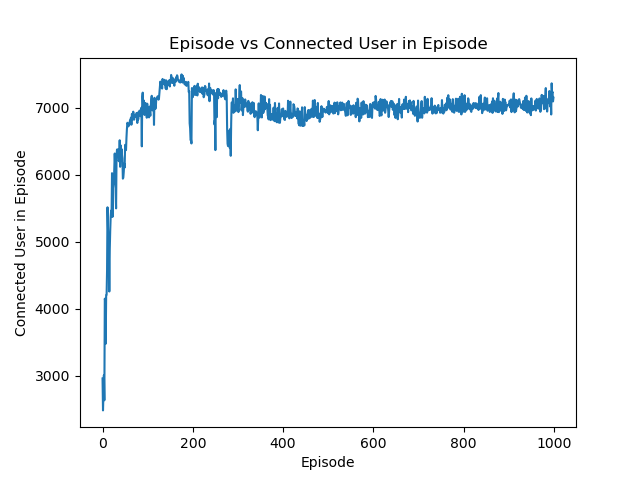 Episode vs Connected User in Episode
7000
6000
5000
4000
3000
Connected User in Episode
0 200 400 600 800 1000
Episode